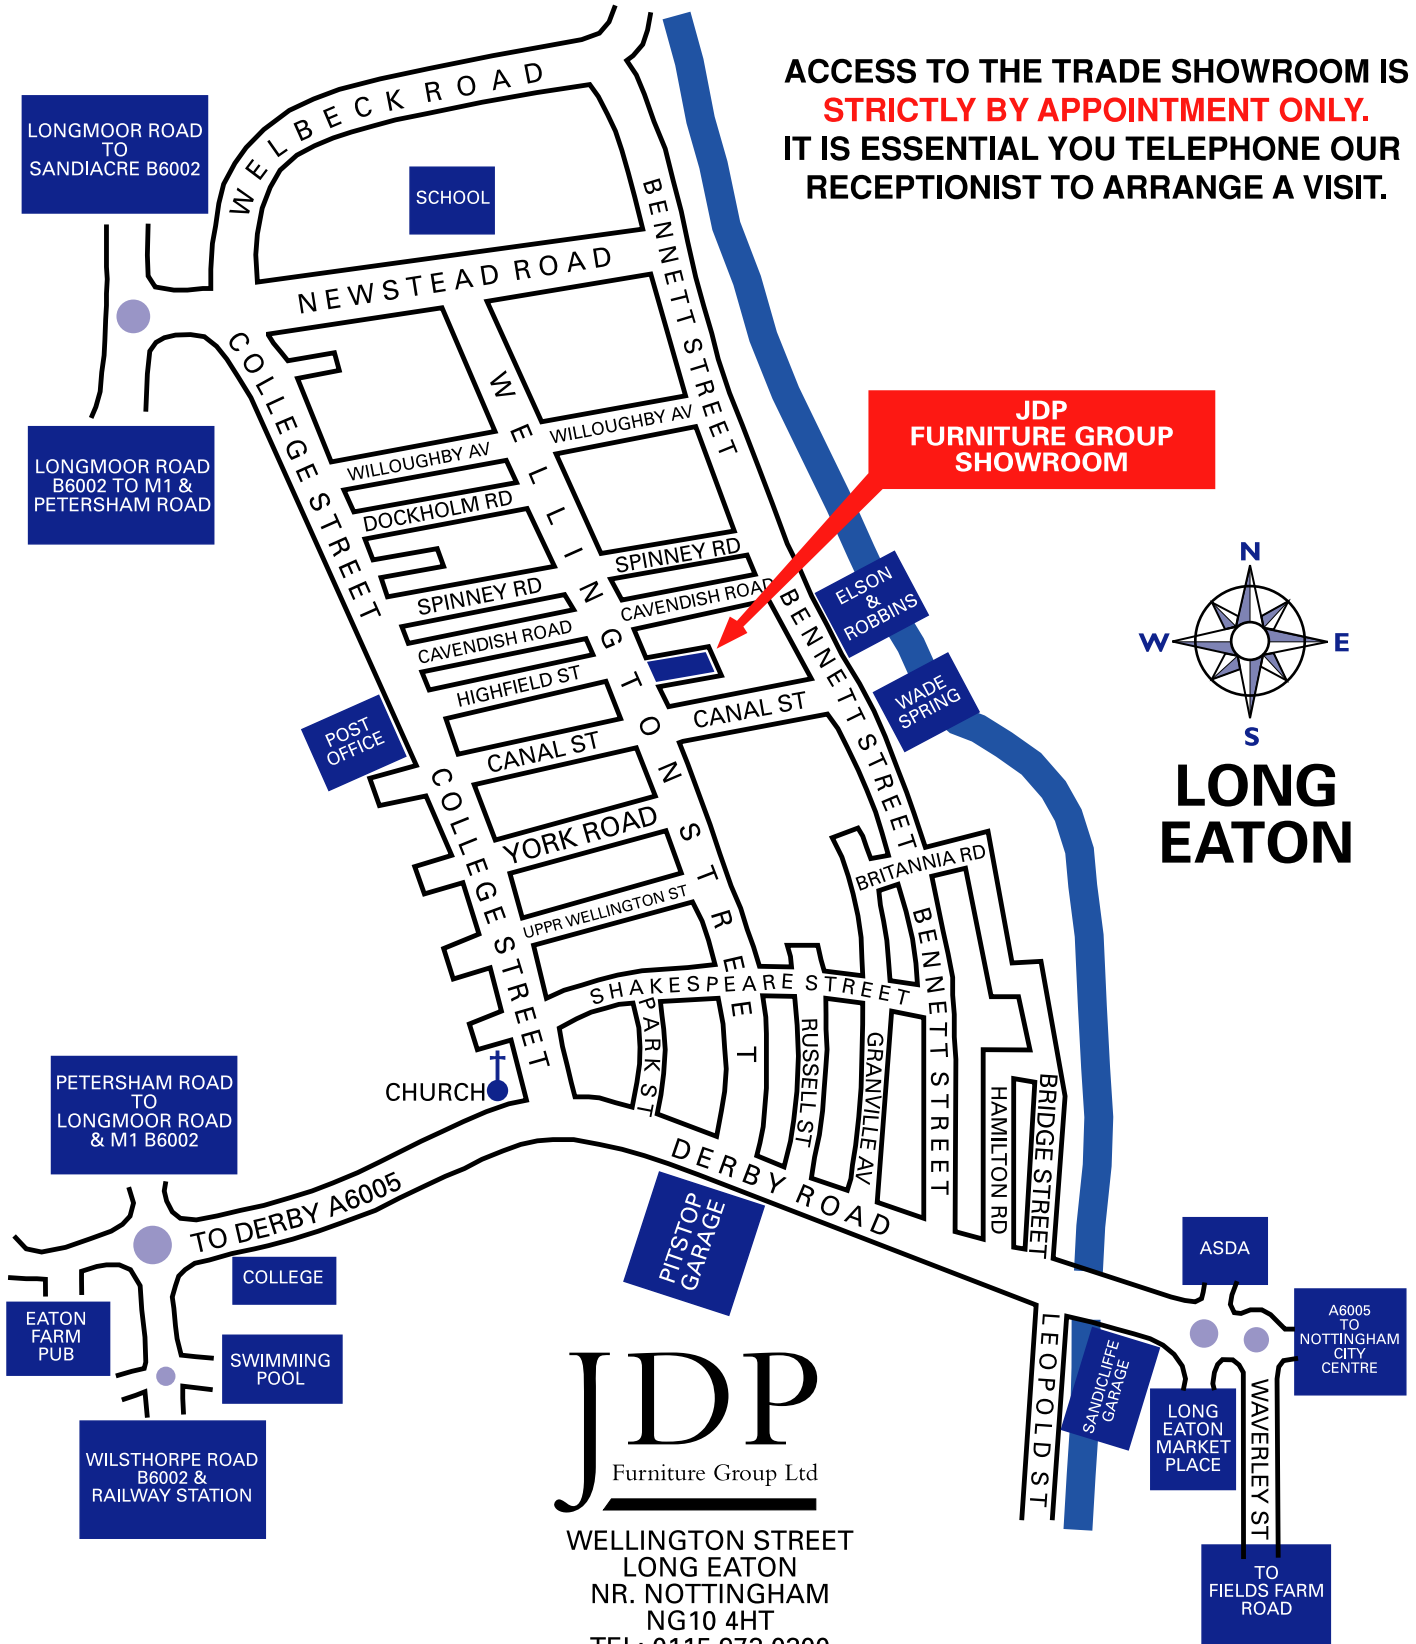 ACCESS TO THE TRADE SHOWROOM IS
STRICTLY BY APPOINTMENT ONLY.
IT IS ESSENTIAL YOU TELEPHONE OUR
RECEPTIONIST TO ARRANGE A VISIT.
LONGMOOR ROAD
TO
SANDIACRE B6002
WELBECK ROAD
SCHOOL
BENNETT STREET
NEWSTEAD ROAD
COLLEGE STREET
WELLINGTON STREET
LONGMOOR ROAD
B6002 TO M1 &
PETERSHAM ROAD
JDP
FURNITURE GROUP
SHOWROOM
WILLOUGHBY AV
WILLOUGHBY AV
DOCKHOLM RD
SPINNEY RD
SPINNEY RD
CAVENDISH ROAD
CAVENDISH ROAD
HIGHFIELD ST
BENNETT STREET
ELSON
&
ROBBINS
WADE
SPRING
N
W
E
S
LONG
EATON
POST
OFFICE
CANAL ST
CANAL ST
COLLEGE STREET
YORK ROAD
UPPR WELLINGTON ST
BRITANNIA RD
BENNETT STREET
SHAKESPEARE STREET
PARK ST
RUSSELL ST
GRANVILLE AV
HAMILTON RD
BRIDGE STREET
CHURCH
PETERSHAM ROAD
TO
LONGMOOR ROAD
& M1 B6002
TO DERBY A6005
DERBY ROAD
COLLEGE
PITSTOP
GARAGE
EATON
FARM
PUB
SWIMMING
POOL
WILSTHORPE ROAD
B6002 &
RAILWAY STATION
ASDA
A6005
TO
NOTTINGHAM
CITY
CENTRE
LEOPOLD ST
SANDICLIFFE
GARAGE
LONG
EATON
MARKET
PLACE
WAVERLEY ST
TO
FIELDS FARM
ROAD
JDP
Furniture Group Ltd
WELLINGTON STREET
LONG EATON
NR. NOTTINGHAM
NG10 4HT
TEL: 0115 973 0300